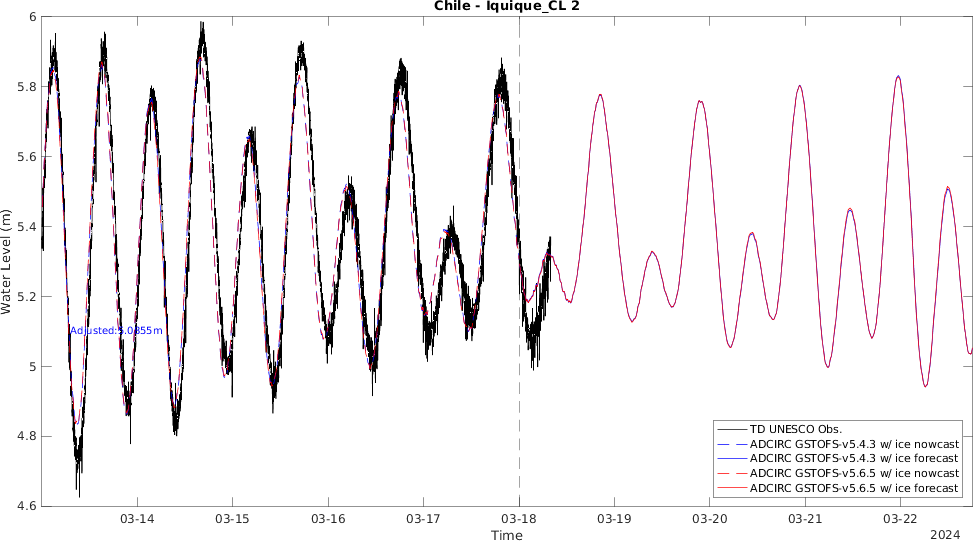 Chile - Iquique_CL 2
6
5.8
5.6
5.4
5.2
5
4.8
4.6
Water Level (m)
Adjusted:5.0855m
TD UNESCO Obs.
ADCIRC GSTOFS-v5.4.3 w/ ice nowcast
ADCIRC GSTOFS-v5.4.3 w/ ice forecast
ADCIRC GSTOFS-v5.6.5 w/ ice nowcast
ADCIRC GSTOFS-v5.6.5 w/ ice forecast
03-14 03-15 03-16 03-17 03-18 03-19 03-20 03-21 03-22
Time
2024